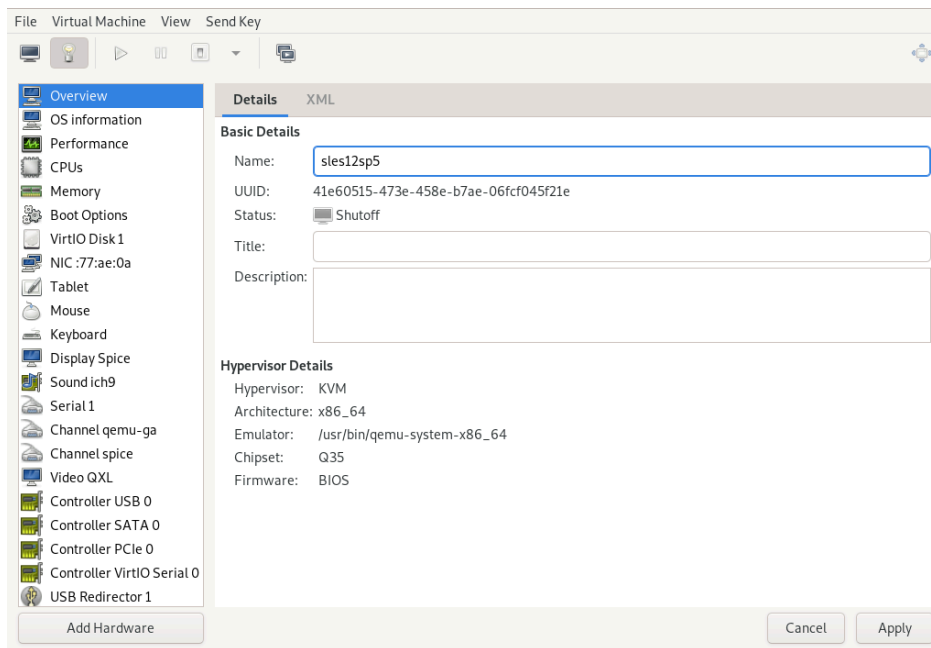 File Virtual Machine View Send Key
Overview
OS information
Performance
CPUs
Memory
Boot Options
VirtIO Disk 1
NIC :77:ae:0a
Tablet
Mouse
Keyboard
Display Spice
Sound ich9
Serial 1
Channel qemu-ga
Channel spice
Video QXL
Controller USB 0
Controller SATA 0
Controller PCIe 0
Controller VirtIO Serial 0
USB Redirector 1
Add Hardware
Details XML
Basic Details
Name: sles12sp5
UUID: 41e60515-473e-458e-b7ae-06fcf045f21e
Status: Shutoff
Title:
Description:
Hypervisor Details
Hypervisor: KVM
Architecture: x86_64
Emulator: /usr/bin/qemu-system-x86_64
Chipset: Q35
Firmware: BIOS
Cancel Apply